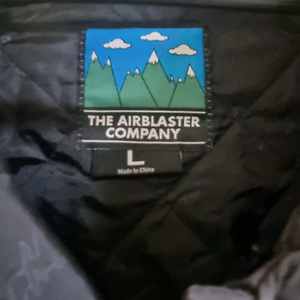 THE AIRBLASTER
COMPANY
L
Made in China